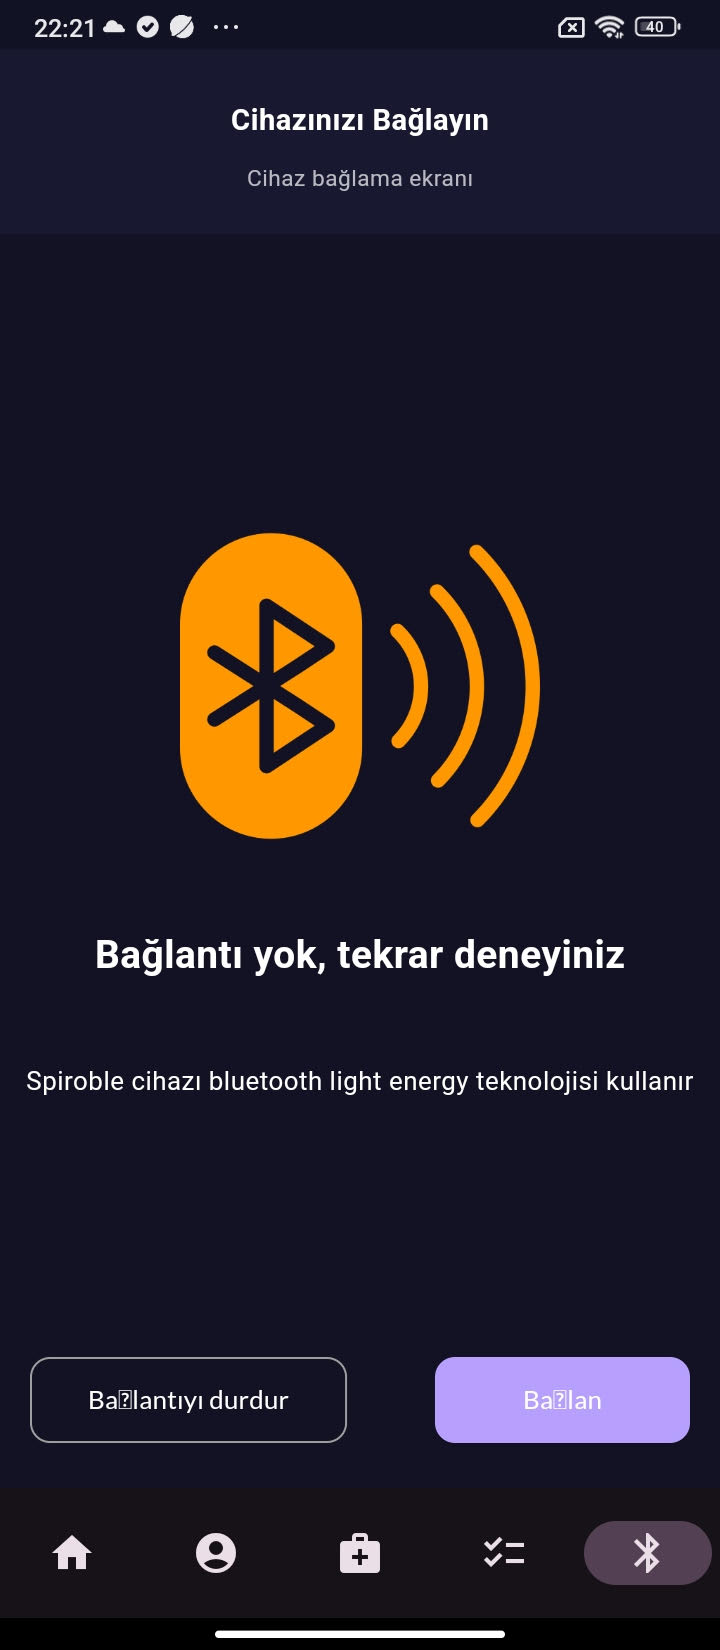 22:21
40
Cihazınızı Bağlayın
Cihaz bağlama ekranı
Bağlantı yok, tekrar deneyiniz
Spiroble cihazı bluetooth light energy teknolojisi kullanır
Ba⍰lantıyı durdur
Ba⍰lan